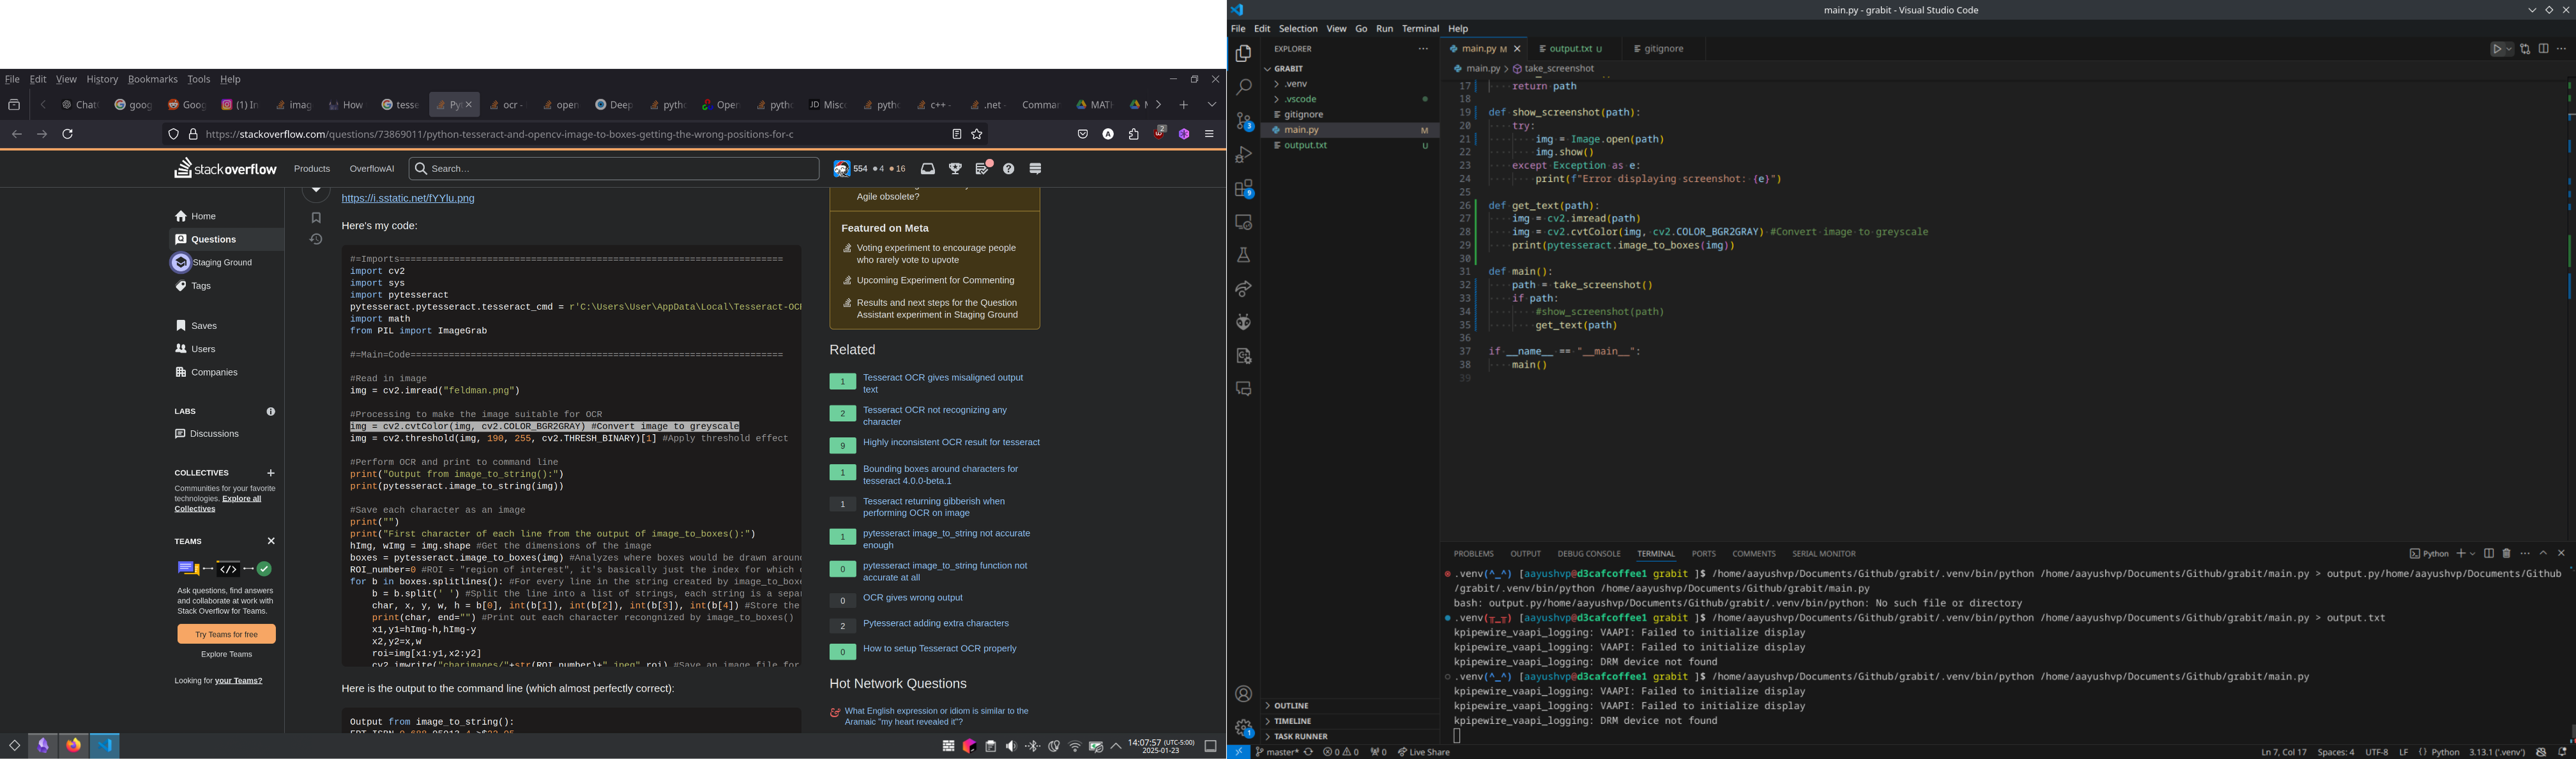 File Edit View History Bookmarks Tools Help
Chat goog Goog (1) In imag How tesse Pyt ocr - open Deep pytho Open pytho JD Misc pytho c++ - .net - Commar MATH
https://stackoverflow.com/questions/73869011/python-tesseract-and-opencv-image-to-boxes-getting-the-wrong-positions-for-c
2
stackoverflow Products OverflowAI Search... 554 4 16
Home
Questions
Staging Ground
Tags
Saves
Users
Companies
LABS
Discussions
COLLECTIVES
Communities for your favorite
technologies. Explore all
Collectives
TEAMS
Ask questions, find answers
and collaborate at work with
Stack Overflow for Teams.
Try Teams for free
Explore Teams
Looking for your Teams?
https://i.sstatic.net/fYYlu.png
Here's my code:
#=Imports======================================================================
import cv2
import sys
import pytesseract
pytesseract.pytesseract.tesseract_cmd = r'C:\Users\User\AppData\Local\Tesseract-OCR
import math
from PIL import ImageGrab
#=Main=Code====================================================================
#Read in image
img = cv2.imread("feldman.png")
#Processing to make the image suitable for OCR
img = cv2.cvtColor(img, cv2.COLOR_BGR2GRAY) #Convert image to greyscale
img = cv2.threshold(img, 190, 255, cv2.THRESH_BINARY)[1] #Apply threshold effect
#Perform OCR and print to command line
print("Output from image_to_string():")
print(pytesseract.image_to_string(img))
#Save each character as an image
print("")
print("First character of each line from the output of image_to_boxes():")
hImg, wImg = img.shape #Get the dimensions of the image
boxes = pytesseract.image_to_boxes(img) #Analyzes where boxes would be drawn aroun
ROI_number=0 #ROI = "region of interest", it's basically just the index for which
for b in boxes.splitlines(): #For every line in the string created by image_to_boxe
b = b.split(' ') #Split the line into a list of strings, each string is a sepa
char, x, y, w, h = b[0], int(b[1]), int(b[2]), int(b[3]), int(b[4]) #Store the
print(char, end="") #Print out each character recongnized by image_to_boxes()
x1,y1=hImg-h,hImg-y
x2,y2=x,w
roi=img[x1:y1,x2:y2]
cv2.imwrite("charimages/"+str(ROI_number)+".jpeg",roi) #Save an image file for
Here is the output to the command line (which almost perfectly correct):
Output from image_to_string():
Agile obsolete?
Featured on Meta
Voting experiment to encourage people
who rarely vote to upvote
Upcoming Experiment for Commenting
Results and next steps for the Question
Assistant experiment in Staging Ground
Related
1 Tesseract OCR gives misaligned output
text
2 Tesseract OCR not recognizing any
character
9 Highly inconsistent OCR result for tesseract
1 Bounding boxes around characters for
tesseract 4.0.0-beta.1
1 Tesseract returning gibberish when
performing OCR on image
1 pytesseract image_to_string not accurate
enough
0 pytesseract image_to_string function not
accurate at all
0 OCR gives wrong output
2 Pytesseract adding extra characters
0 How to setup Tesseract OCR properly
Hot Network Questions
What English expression or idiom is similar to the
Aramaic "my heart revealed it"?
14:07:57 (UTC-5:00)
2025-01-23
main.py - grabit - Visual Studio Code
File Edit Selection View Go Run Terminal Help
EXPLORER
GRABIT
.venv
.vscode
gitignore
main.py M
output.txt U
3
9
1
OUTLINE
TIMELINE
TASK RUNNER
main.py M output.txt U gitignore
main.py > take_screenshot
17 return path
18
19 def show_screenshot(path):
20 try:
21 img = Image.open(path)
22 img.show()
23 except Exception as e:
24 print(f"Error displaying screenshot: {e}")
25
26 def get_text(path):
27 img = cv2.imread(path)
28 img = cv2.cvtColor(img, cv2.COLOR_BGR2GRAY) #Convert image to greyscale
29 print(pytesseract.image_to_boxes(img))
30
31 def main():
32 path = take_screenshot()
33 if path:
34 #show_screenshot(path)
35 get_text(path)
36
37 if __name__ == "__main__":
38 main()
39
PROBLEMS OUTPUT DEBUG CONSOLE TERMINAL PORTS COMMENTS SERIAL MONITOR Python
.venv(^_^) [aayushvp@d3cafcoffee1 grabit ]$ /home/aayushvp/Documents/Github/grabit/.venv/bin/python /home/aayushvp/Documents/Github/grabit/main.py > output.py/home/aayushvp/Documents/Github
/grabit/.venv/bin/python /home/aayushvp/Documents/Github/grabit/main.py
bash: output.py/home/aayushvp/Documents/Github/grabit/.venv/bin/python: No such file or directory
.venv(T_T) [aayushvp@d3cafcoffee1 grabit ]$ /home/aayushvp/Documents/Github/grabit/.venv/bin/python /home/aayushvp/Documents/Github/grabit/main.py > output.txt
kpipewire_vaapi_logging: VAAPI: Failed to initialize display
kpipewire_vaapi_logging: VAAPI: Failed to initialize display
kpipewire_vaapi_logging: DRM device not found
.venv(^_^) [aayushvp@d3cafcoffee1 grabit ]$ /home/aayushvp/Documents/Github/grabit/.venv/bin/python /home/aayushvp/Documents/Github/grabit/main.py
kpipewire_vaapi_logging: VAAPI: Failed to initialize display
kpipewire_vaapi_logging: VAAPI: Failed to initialize display
kpipewire_vaapi_logging: DRM device not found
master* 0 0 0 Live Share Ln 7, Col 17 Spaces: 4 UTF-8 LF {} Python 3.13.1 ('.venv')